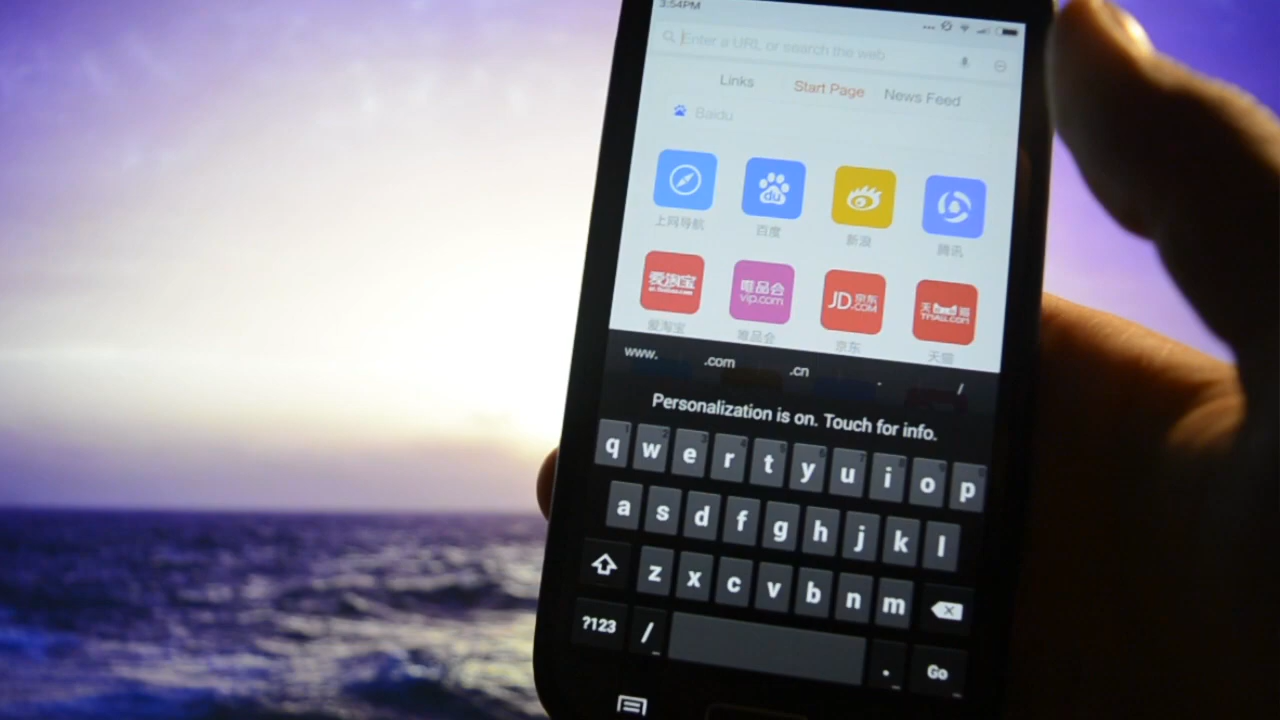 3:54PM
Enter a URL or search the web
Links Start Page News Feed
Baidu
du
上网导航 百度 新浪 腾讯
爱淘宝
唯品会
vip.com
JD 京东
.COM
天猫
TMALL.COM
爱淘宝 唯品会 京东 天猫
www. .com .cn . /
Personalization is on. Touch for info.
q w e r t y u i o p
a s d f g h j k l
z x c v b n m
?123 / . Go